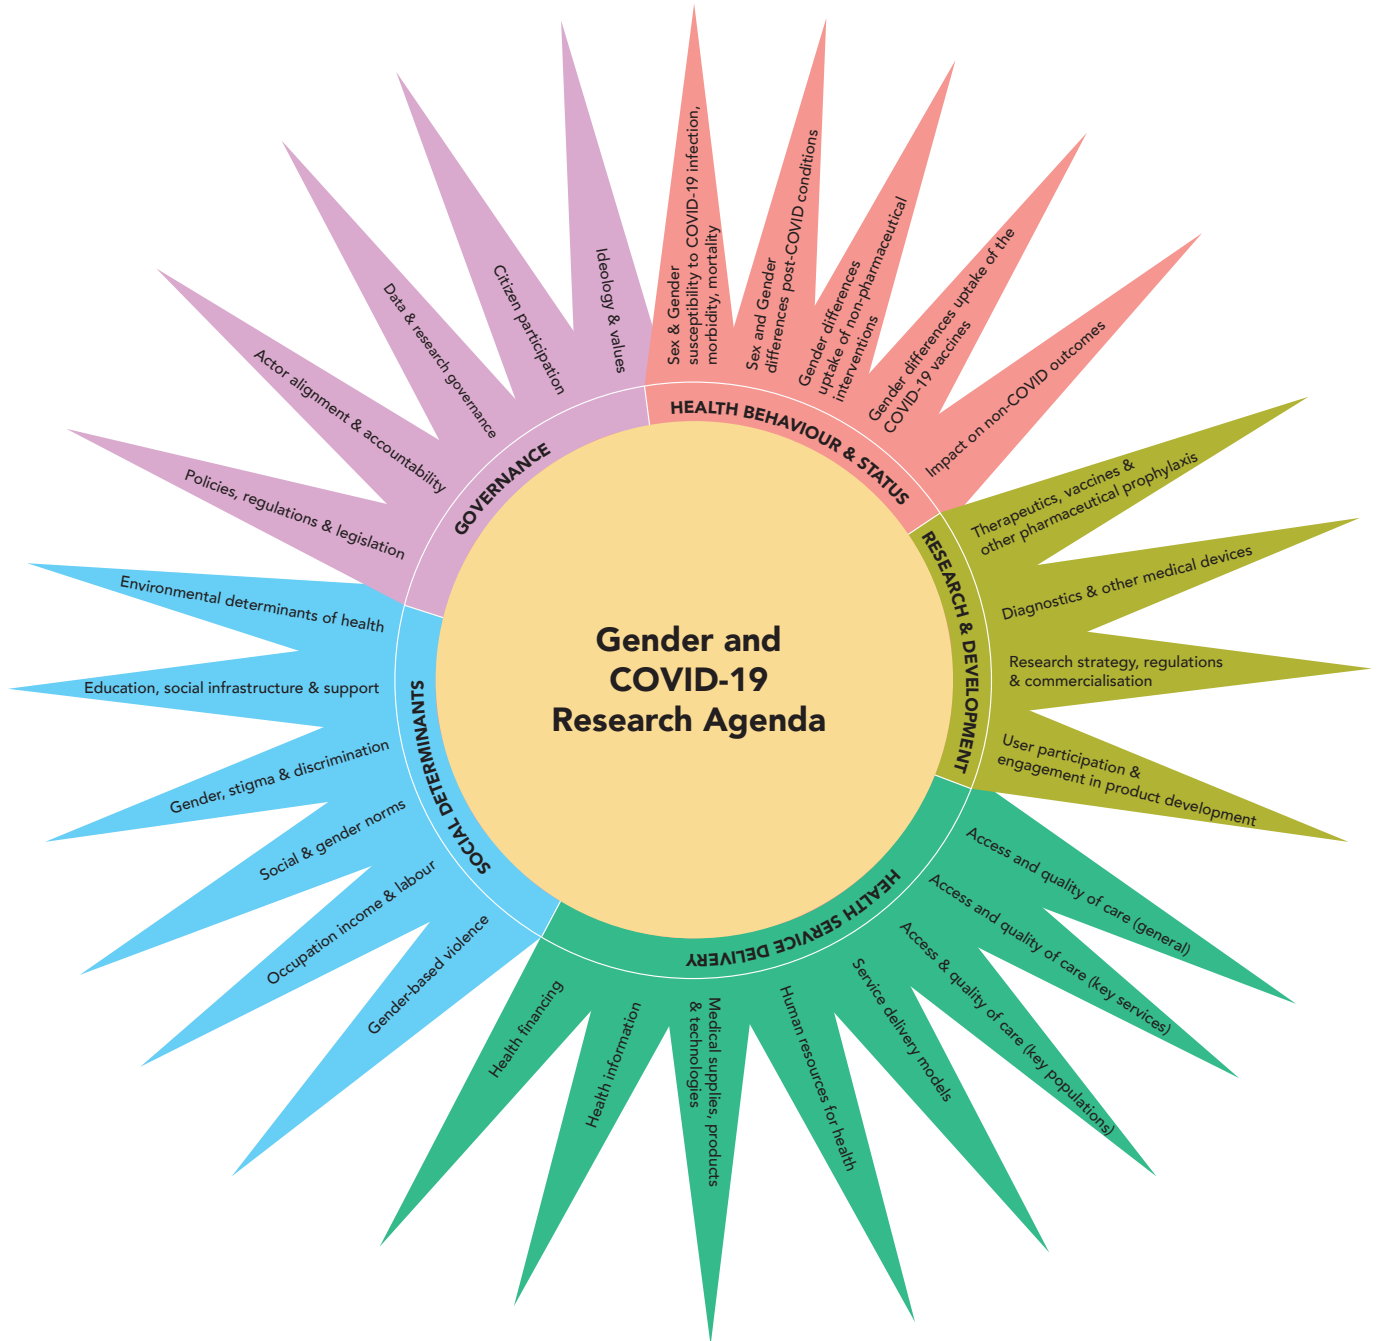 Gender and
COVID-19
Research Agenda
HEALTH BEHAVIOUR & STATUS
Sex & Gender
susceptibility to COVID-19 infection,
morbidity, mortality
Sex and Gender
differences post-COVID conditions
Gender differences
uptake of non-pharmaceutical
interventions
Gender differences uptake of the
COVID-19 vaccines
Impact on non-COVID outcomes
RESEARCH & DEVELOPMENT
Therapeutics, vaccines &
other pharmaceutical prophylaxis
Diagnostics & other medical devices
Research strategy, regulations
& commercialisation
User participation &
engagement in product development
HEALTH SERVICE DELIVERY
Access and quality of care (general)
Access and quality of care (key services)
Access & quality of care (key populations)
Service delivery models
Human resources for health
Medical supplies, products
& technologies
Health information
Health financing
SOCIAL DETERMINANTS
Gender-based violence
Occupation income & labour
Social & gender norms
Gender, stigma & discrimination
Education, social infrastructure & support
Environmental determinants of health
GOVERNANCE
Policies, regulations & legislation
Actor alignment & accountability
Data & research governance
Citizen participation
Ideology & values